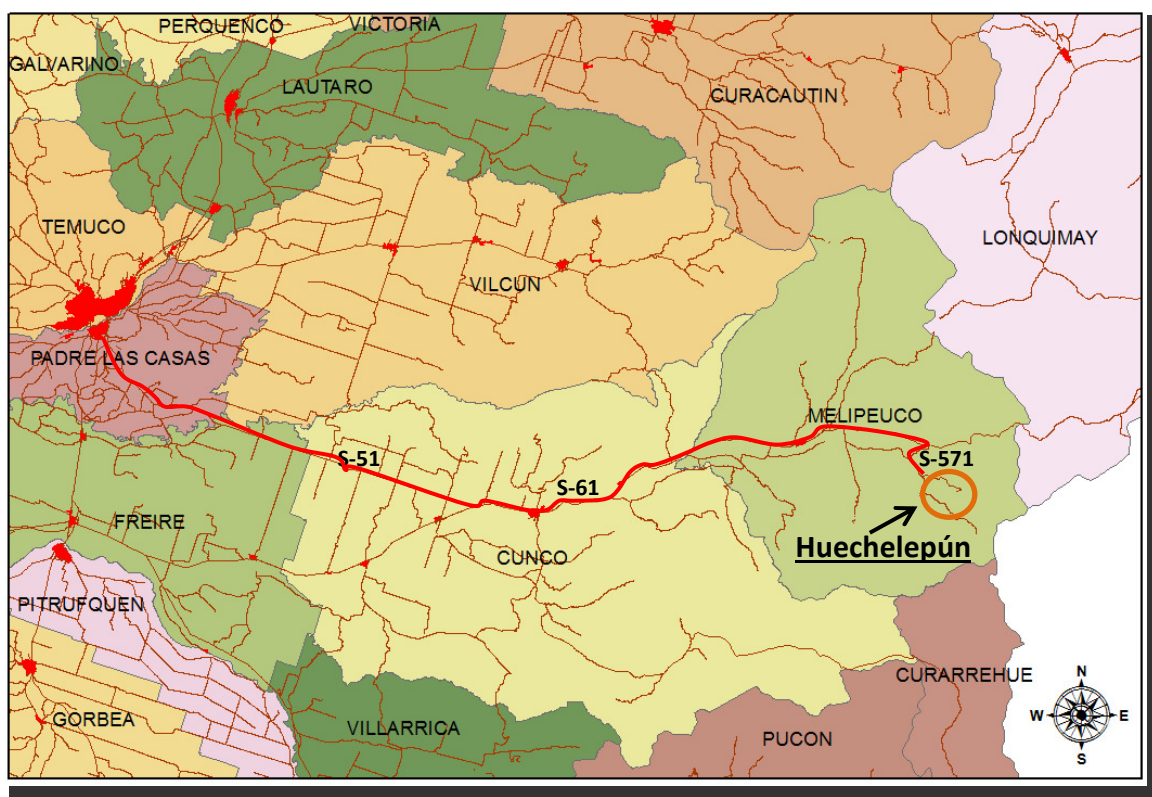 PERQUENCO
VICTORIA
GALVARINO
LAUTARO
CURACAUTIN
TEMUCO
LONQUIMAY
VILCUN
PADRE LAS CASAS
MELIPEUCO
S-51
S-571
S-61
FREIRE
Huechelepún
CUNCO
PITRUFQUEN
CURARREHUE
GORBEA
VILLARRICA
PUCON
N
W
E
S